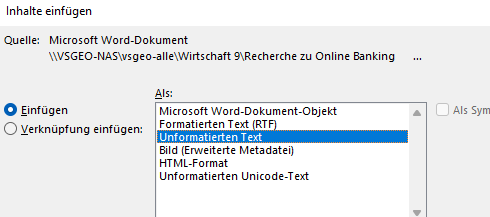 Inhalte einfügen
Quelle: Microsoft Word-Dokument
\\VSGEO-NAS\vsgeo-alle\Wirtschaft 9\Recherche zu Online Banking ...
Als:
Einfügen
Verknüpfung einfügen:
Microsoft Word-Dokument-Objekt
Formatierten Text (RTF)
Unformatierten Text
Bild (Erweiterte Metadatei)
HTML-Format
Unformatierten Unicode-Text
Als Sym